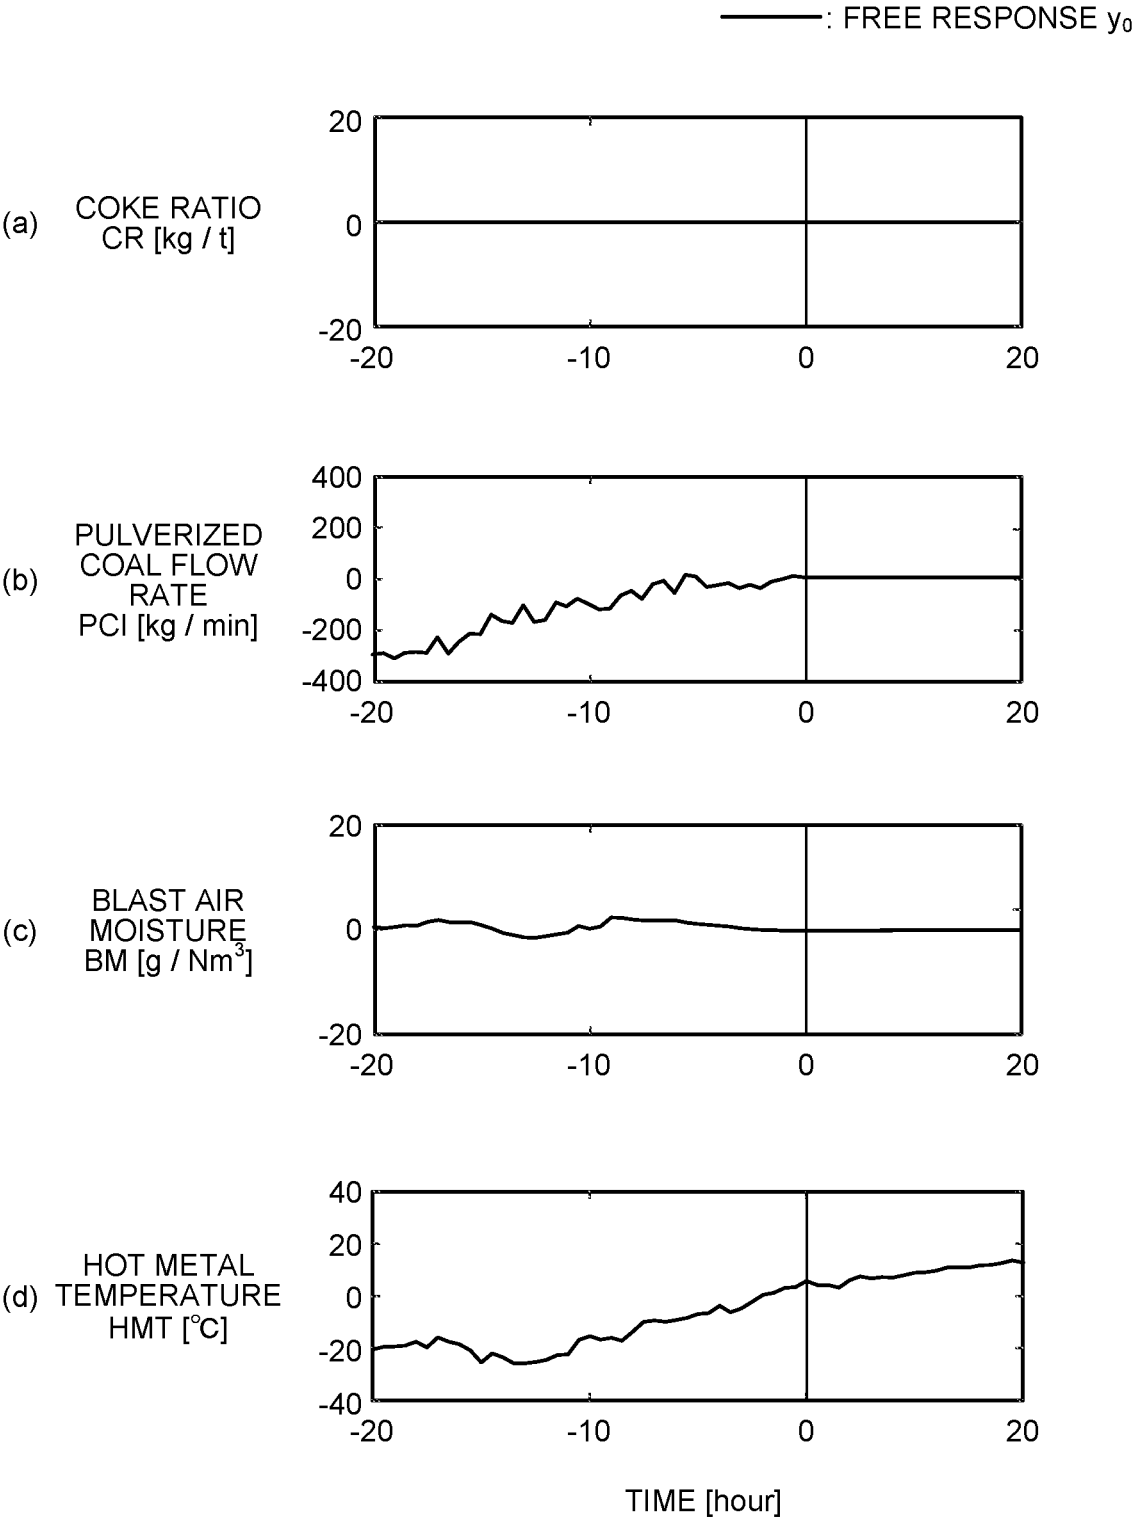 : FREE RESPONSE y₀
(a)
COKE RATIO
CR [kg / t]
20
0
-20
-20 -10 0 20
(b)
PULVERIZED
COAL FLOW
RATE
PCI [kg / min]
400
200
0
-200
-400
-20 -10 0 20
(c)
BLAST AIR
MOISTURE
BM [g / Nm³]
20
0
-20
-20 -10 0 20
(d)
HOT METAL
TEMPERATURE
HMT [℃]
40
20
0
-20
-40
-20 -10 0 20
TIME [hour]